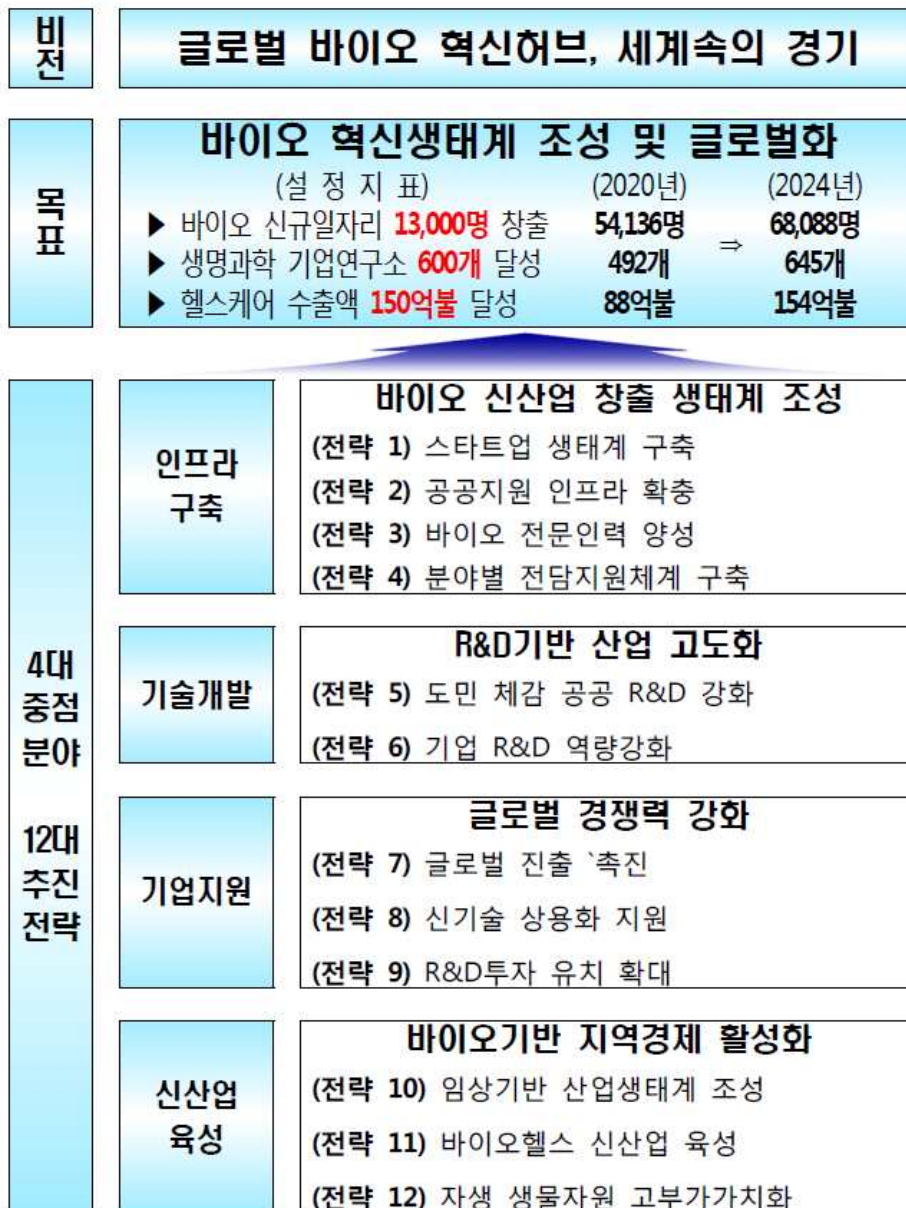 비전
글로벌 바이오 혁신허브, 세계속의 경기
목표
바이오 혁신생태계 조성 및 글로벌화
(설 정 지 표) (2020년) (2024년)
▶ 바이오 신규일자리 13,000명 창출 54,136명 ⇒ 68,088명
▶ 생명과학 기업연구소 600개 달성 492개 645개
▶ 헬스케어 수출액 150억불 달성 88억불 154억불
4대
중점
분야
12대
추진
전략
인프라
구축
바이오 신산업 창출 생태계 조성
(전략 1) 스타트업 생태계 구축
(전략 2) 공공지원 인프라 확충
(전략 3) 바이오 전문인력 양성
(전략 4) 분야별 전담지원체계 구축
기술개발
R&D기반 산업 고도화
(전략 5) 도민 체감 공공 R&D 강화
(전략 6) 기업 R&D 역량강화
기업지원
글로벌 경쟁력 강화
(전략 7) 글로벌 진출 `촉진
(전략 8) 신기술 상용화 지원
(전략 9) R&D투자 유치 확대
신산업
육성
바이오기반 지역경제 활성화
(전략 10) 임상기반 산업생태계 조성
(전략 11) 바이오헬스 신산업 육성
(전략 12) 자생 생물자원 고부가가치화